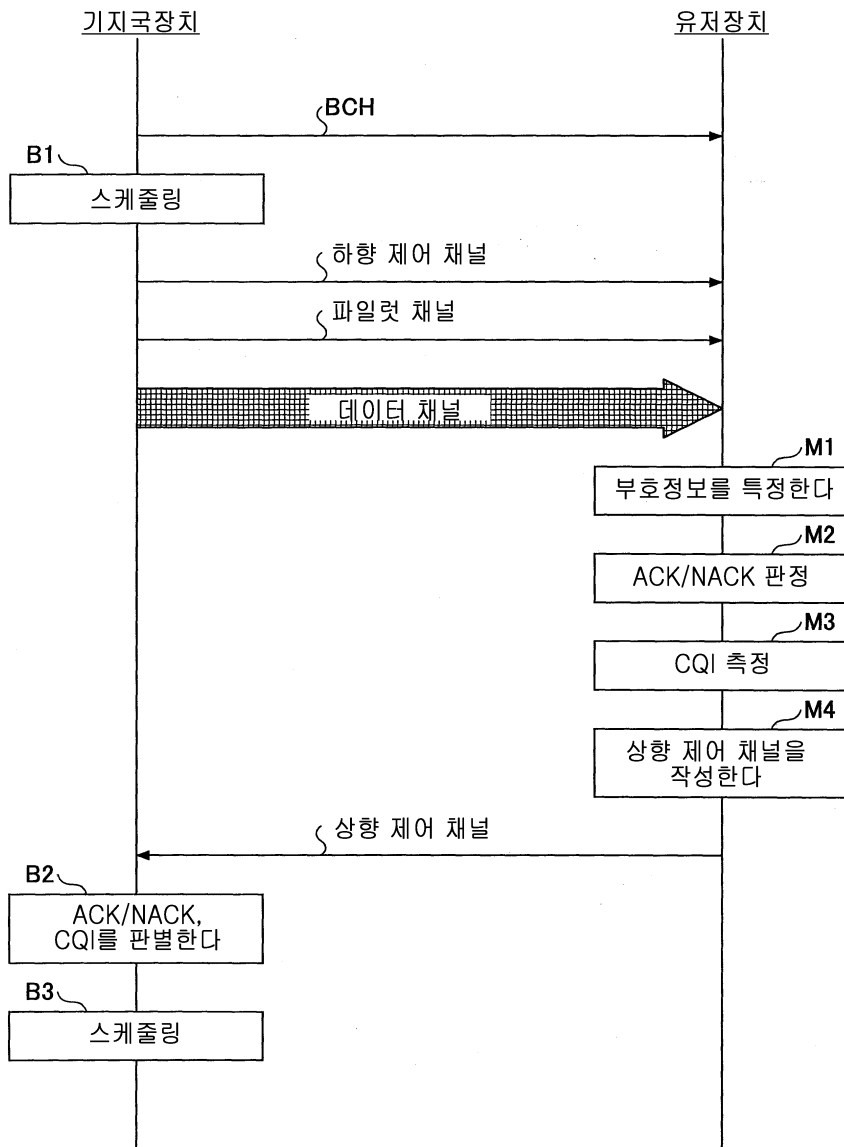 기지국장치
유저장치
BCH
B1
스케줄링
하향 제어 채널
파일럿 채널
데이터 채널
M1
부호정보를 특정한다
M2
ACK/NACK 판정
M3
CQI 측정
M4
상향 제어 채널을
작성한다
상향 제어 채널
B2
ACK/NACK,
CQI를 판별한다
B3
스케줄링